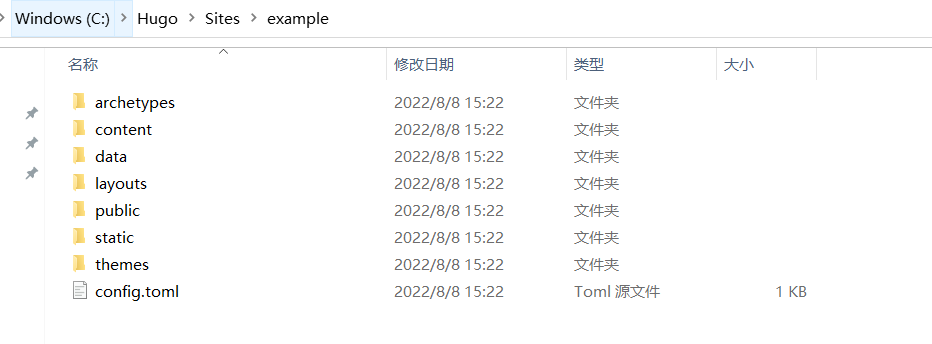 Windows (C:) > Hugo > Sites > example
名称 修改日期 类型 大小
archetypes 2022/8/8 15:22 文件夹
content 2022/8/8 15:22 文件夹
data 2022/8/8 15:22 文件夹
layouts 2022/8/8 15:22 文件夹
public 2022/8/8 15:22 文件夹
static 2022/8/8 15:22 文件夹
themes 2022/8/8 15:22 文件夹
config.toml 2022/8/8 15:22 Toml 源文件 1 KB